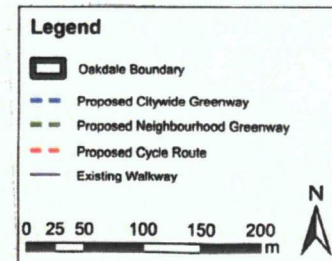 Legend
Oakdale Boundary
Proposed Citywide Greenway
Proposed Neighbourhood Greenway
Proposed Cycle Route
Existing Walkway
N
0 25 50 100 150 200
m